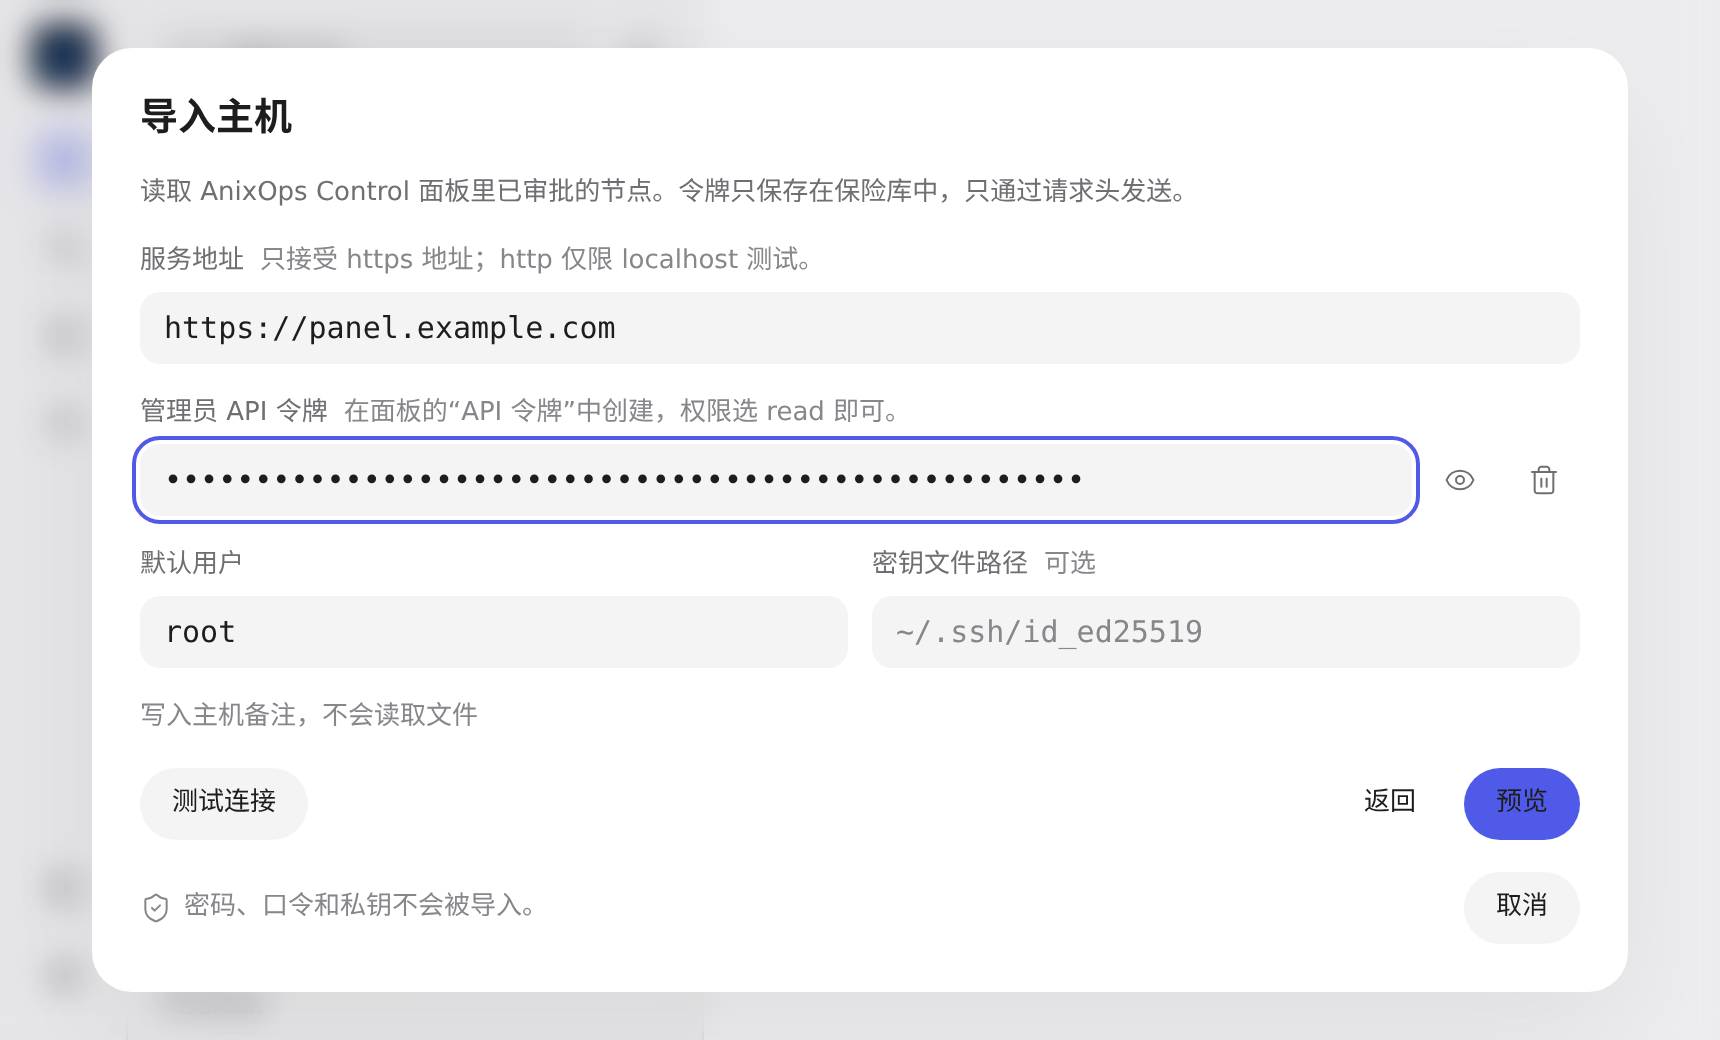 导入主机
读取 AnixOps Control 面板里已审批的节点。令牌只保存在保险库中，只通过请求头发送。
服务地址 只接受 https 地址；http 仅限 localhost 测试。
https://panel.example.com
管理员 API 令牌 在面板的“API 令牌”中创建，权限选 read 即可。
•••••••••••••••••••••••••••••••••••••••••••••••••••
默认用户 密钥文件路径 可选
root ~/.ssh/id_ed25519
写入主机备注，不会读取文件
测试连接 返回 预览
密码、口令和私钥不会被导入。 取消